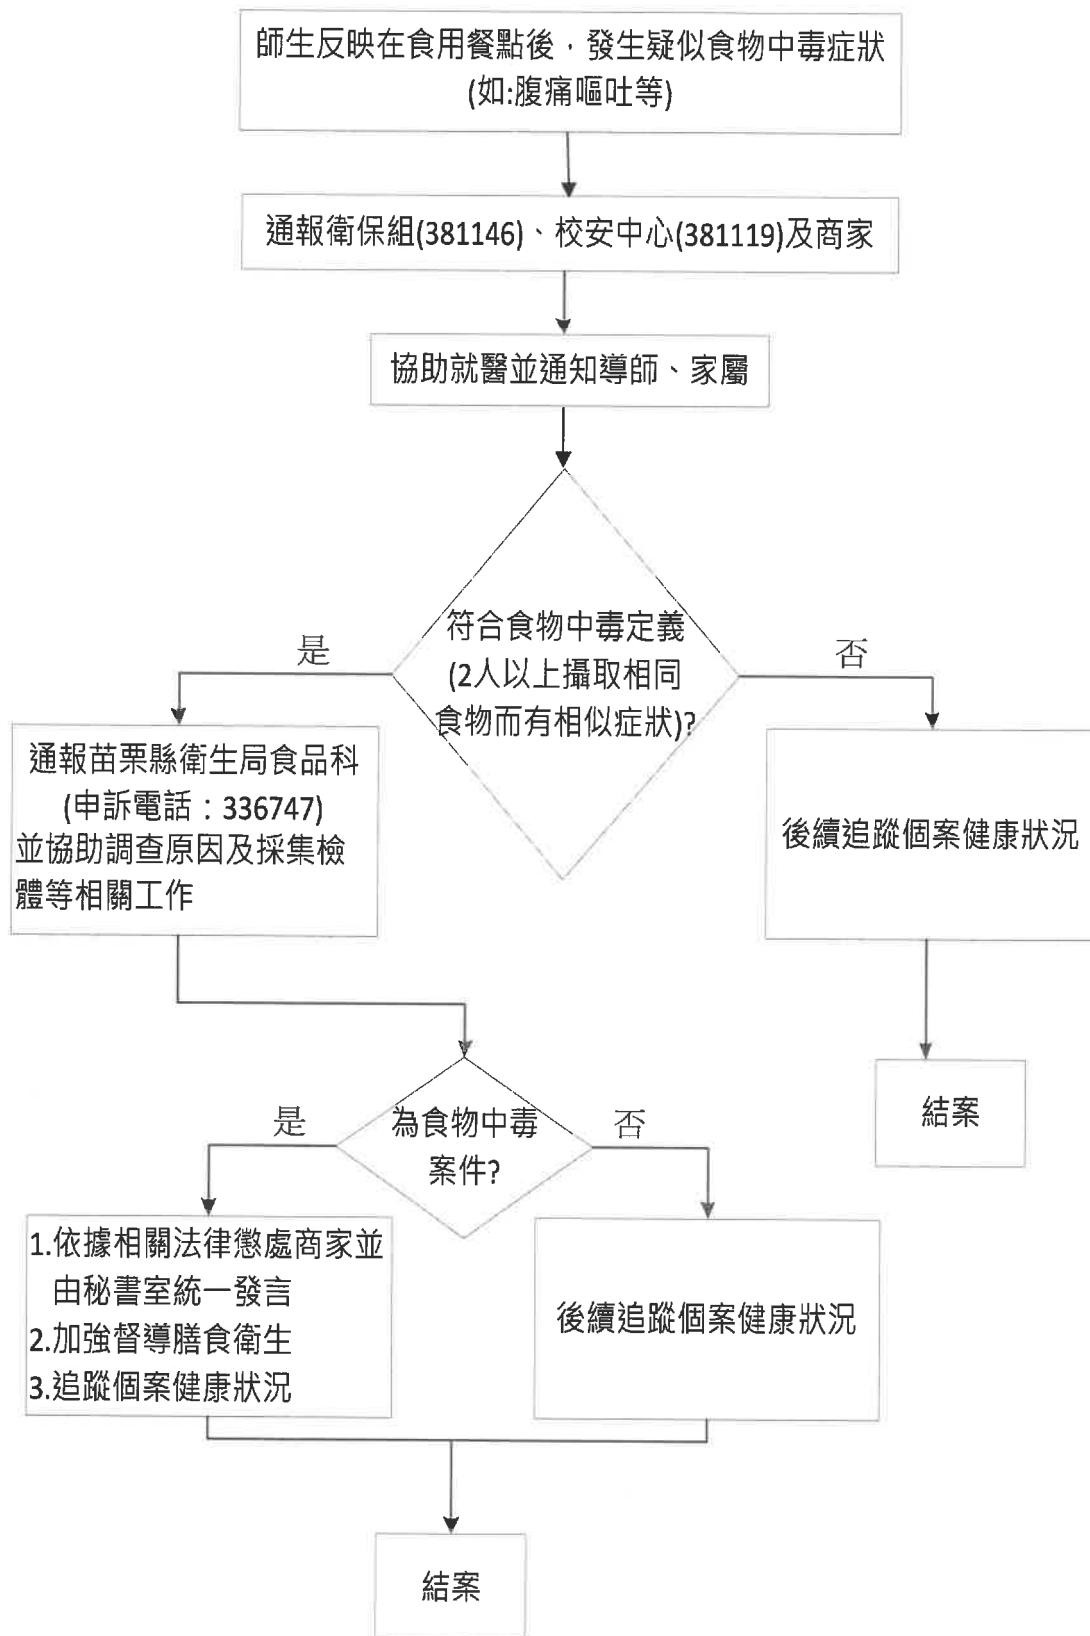 師生反映在食用餐點後，發生疑似食物中毒症狀
(如:腹痛嘔吐等)
通報衛保組(381146)、校安中心(381119)及商家
協助就醫並通知導師、家屬
符合食物中毒定義
(2人以上攝取相同
食物而有相似症狀)?
是
否
通報苗栗縣衛生局食品科
(申訴電話：336747)
並協助調查原因及採集檢
體等相關工作
後續追蹤個案健康狀況
結案
為食物中毒
案件?
是
否
1.依據相關法律懲處商家並
由秘書室統一發言
2.加強督導膳食衛生
3.追蹤個案健康狀況
後續追蹤個案健康狀況
結案